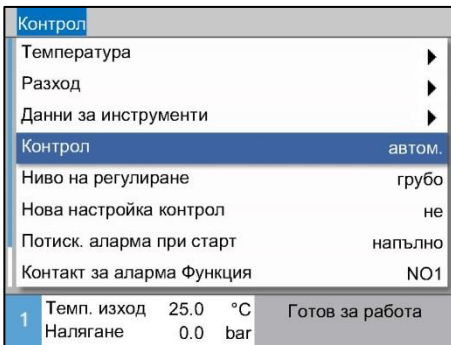 Контрол
Температура
Разход
Данни за инструменти
Контрол автом.
Ниво на регулиране грубо
Нова настройка контрол не
Потиск. аларма при старт напълно
Контакт за аларма Функция NO1
1 Темп. изход 25.0 °C Готов за работа
Налягане 0.0 bar